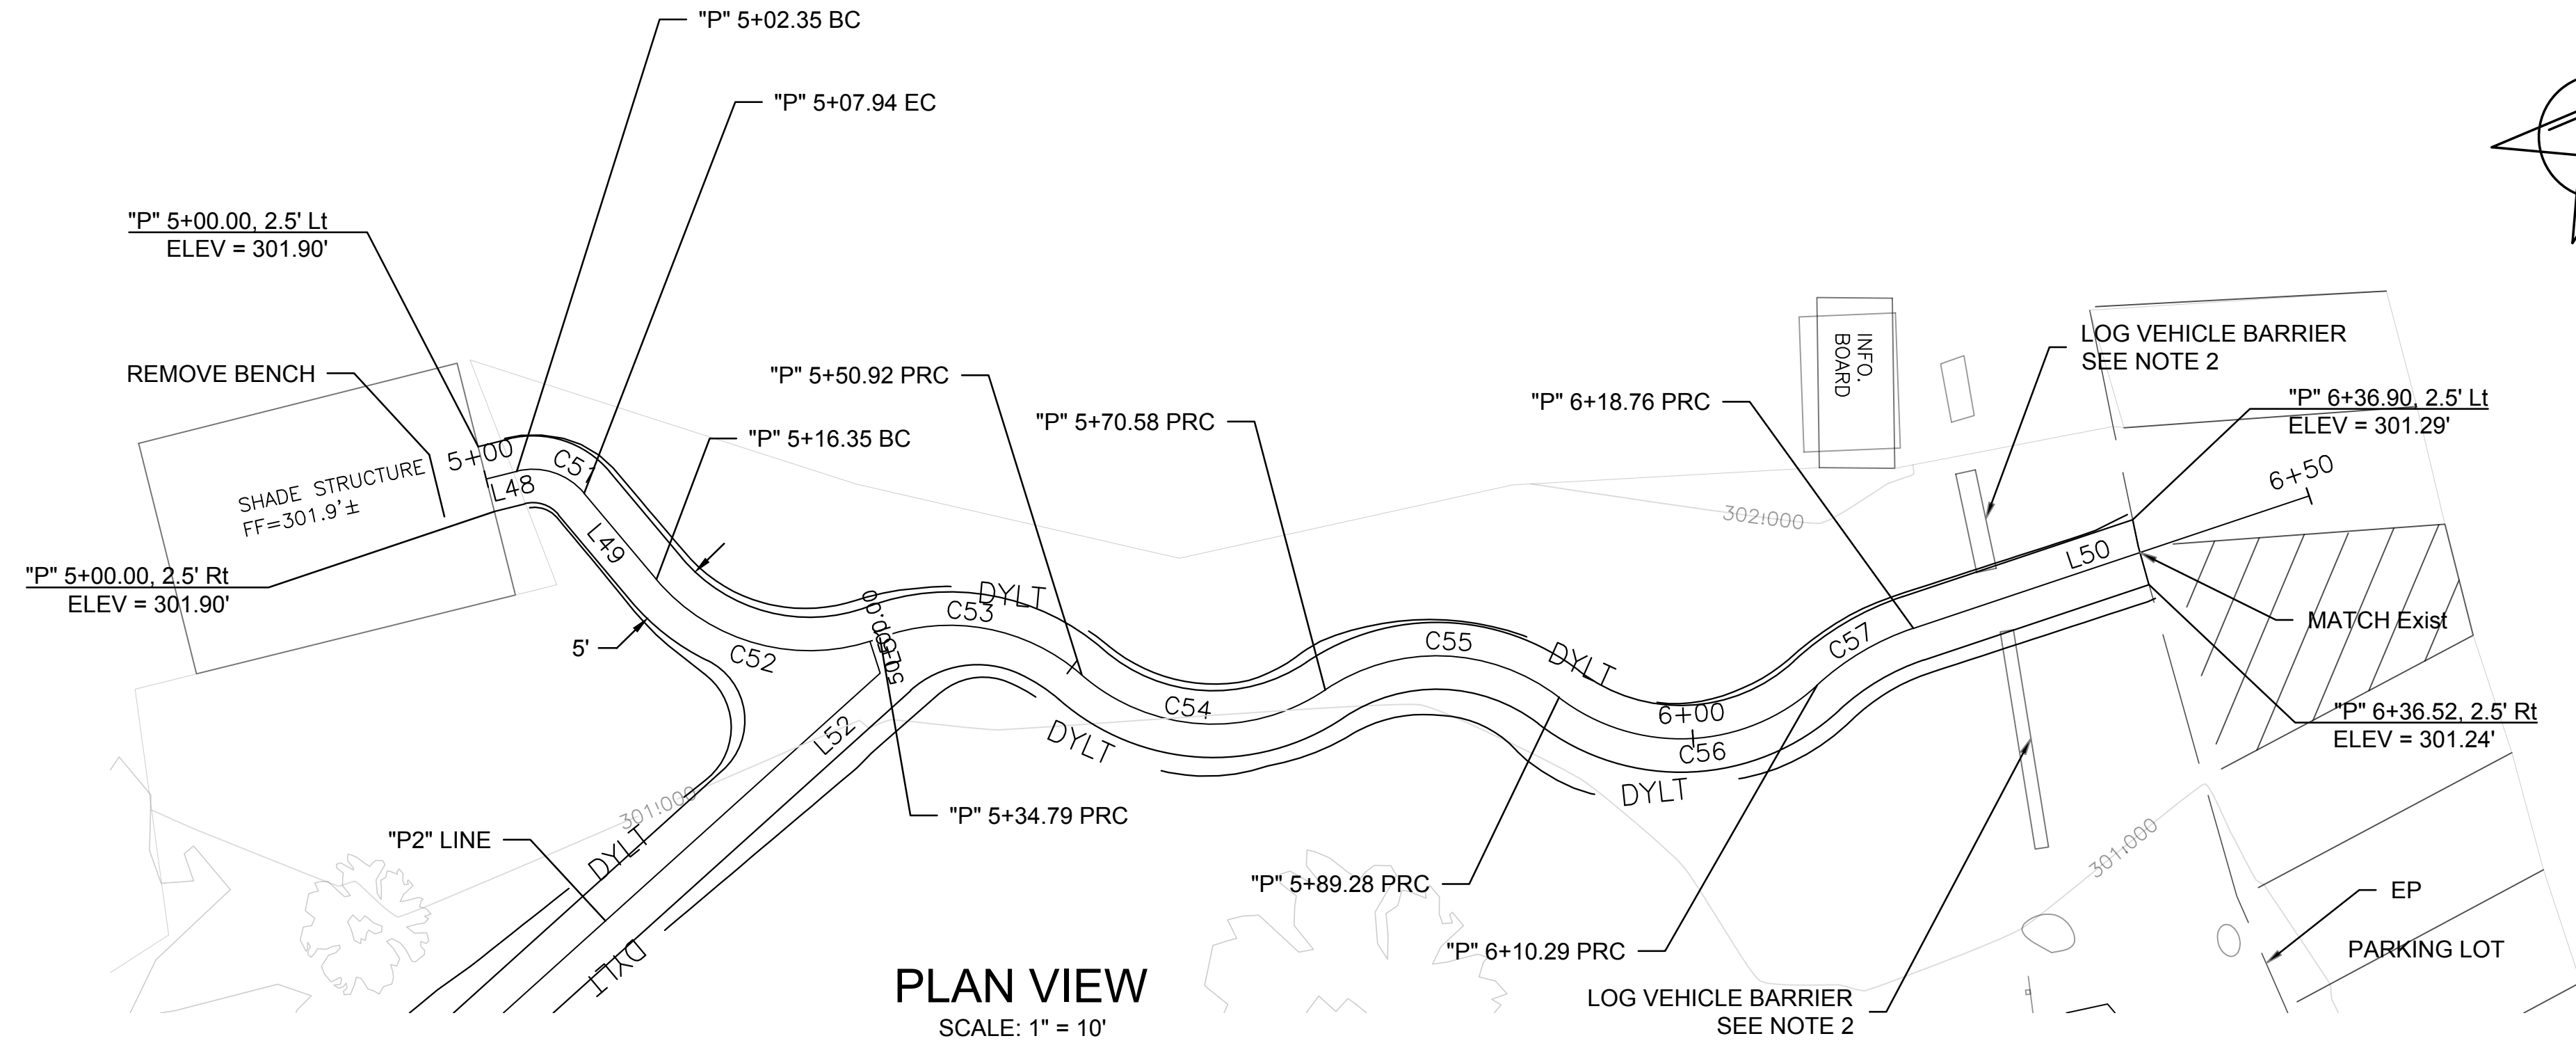 "P" 5+02.35 BC
"P" 5+07.94 EC
"P" 5+00.00, 2.5' Lt
ELEV = 301.90'
REMOVE BENCH
SHADE STRUCTURE
FF=301.9'±
5+00
L48
C51
L49
"P" 5+00.00, 2.5' Rt
ELEV = 301.90'
5'
"P" 5+50.92 PRC
"P" 5+16.35 BC
"P" 5+70.58 PRC
C52
C53
DYLT
C54
DYLT
C55
DYLT
L52
"P" 5+34.79 PRC
301.000
DYLT
"P2" LINE
DYLT
INFO.
BOARD
302.000
"P" 6+18.76 PRC
LOG VEHICLE BARRIER
SEE NOTE 2
"P" 6+36.90, 2.5' Lt
ELEV = 301.29'
6+50
L50
C57
6+00
C56
DYLT
MATCH Exist
"P" 6+36.52, 2.5' Rt
ELEV = 301.24'
301.000
"P" 5+89.28 PRC
"P" 6+10.29 PRC
LOG VEHICLE BARRIER
SEE NOTE 2
EP
PARKING LOT
PLAN VIEW
SCALE: 1" = 10'